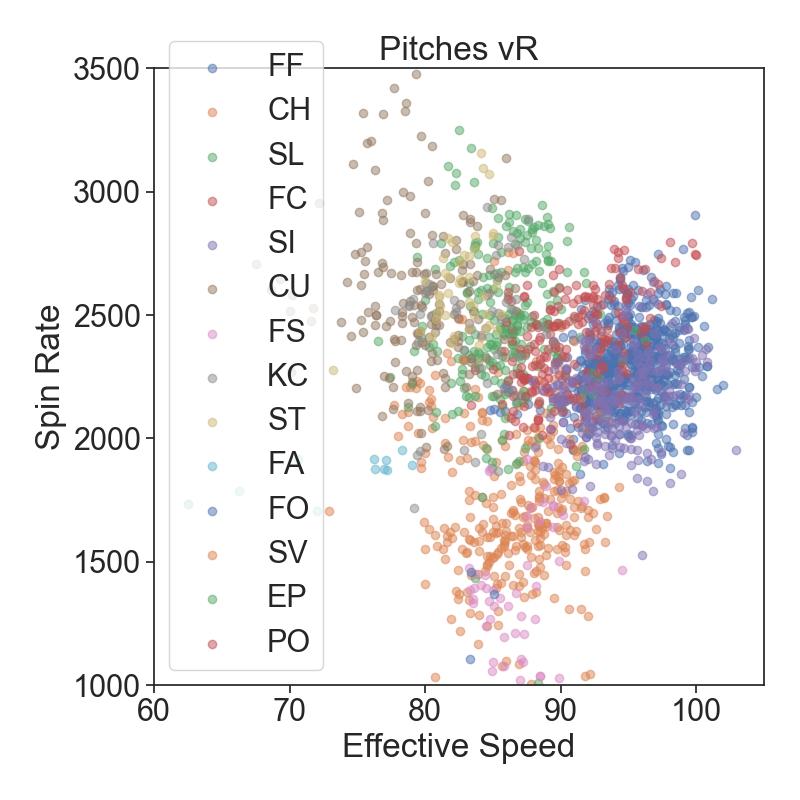 Pitches vR
FF
CH
SL
FC
SI
CU
FS
KC
ST
FA
FO
SV
EP
PO
3500
3000
2500
2000
1500
1000
Spin Rate
60 70 80 90 100
Effective Speed